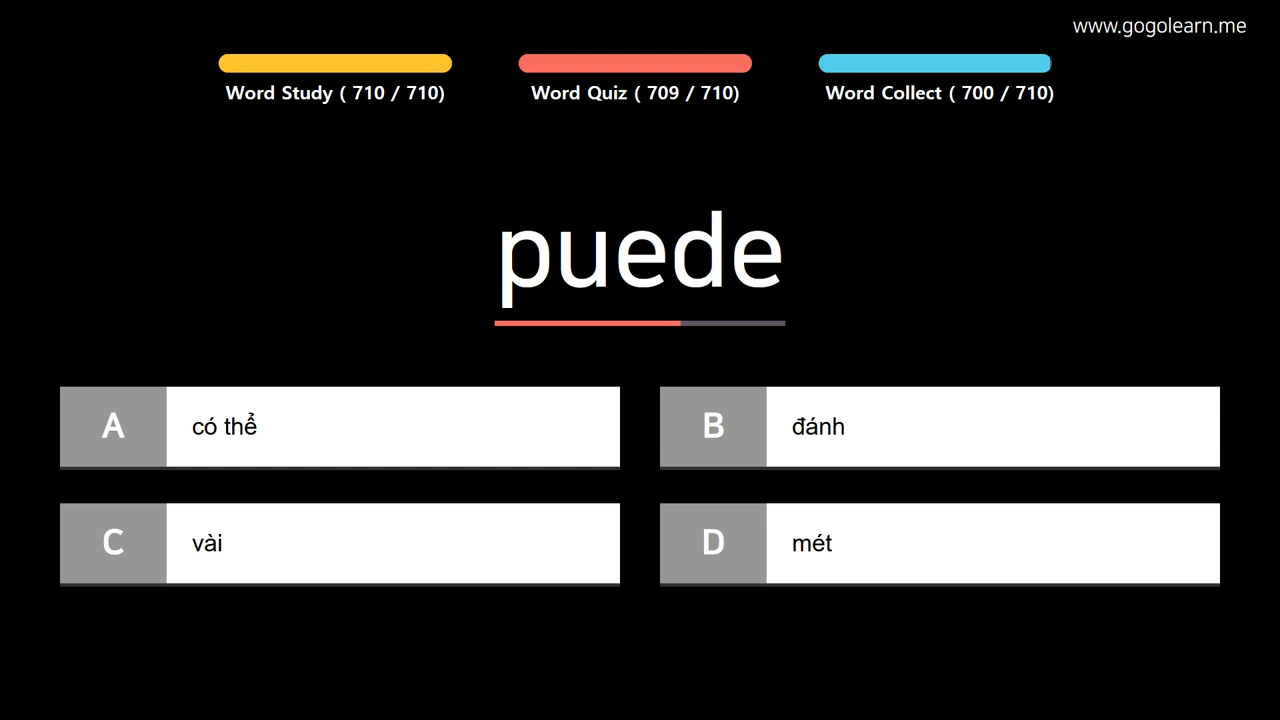 www.gogolearn.me
Word Study ( 710 / 710)
Word Quiz ( 709 / 710)
Word Collect ( 700 / 710)
puede
A
có thể
B
đánh
C
vài
D
mét